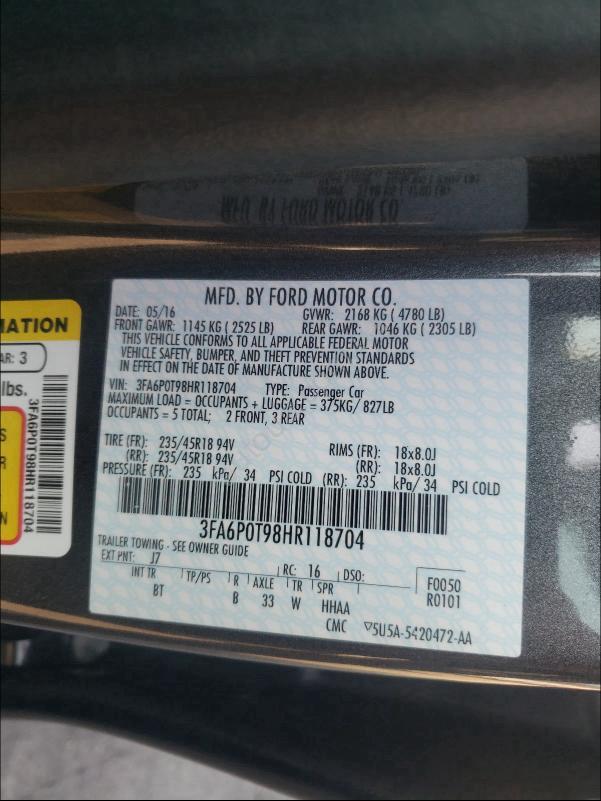 MFD. BY FORD MOTOR CO.
DATE: 05/16 GVWR: 2168 KG ( 4780 LB)
FRONT GAWR: 1145 KG ( 2525 LB) REAR GAWR: 1046 KG ( 2305 LB)
THIS VEHICLE CONFORMS TO ALL APPLICABLE FEDERAL MOTOR
VEHICLE SAFETY, BUMPER, AND THEFT PREVENTION STANDARDS
IN EFFECT ON THE DATE OF MANUFACTURE SHOWN ABOVE.
VIN: 3FA6P0T98HR118704 TYPE: Passenger Car
MAXIMUM LOAD = OCCUPANTS + LUGGAGE = 375KG/ 827LB
OCCUPANTS = 5 TOTAL; 2 FRONT, 3 REAR
TIRE (FR): 235/45R18 94V RIMS (FR): 18x8.0J
(RR): 235/45R18 94V (RR): 18x8.0J
PRESSURE (FR): 235 kPa/ 34 PSI COLD (RR): 235 kPa/ 34 PSI COLD
3FA6P0T98HR118704
TRAILER TOWING - SEE OWNER GUIDE
EXT PNT: J7 RC: 16 DSO: F0050
INT TR TP/PS R AXLE TR SPR R0101
BT B 33 W HHAA
CMC 5U5A-5420472-AA
MATION
AR: 3
lbs.
S
R
N
3FA6P0T98HR118704